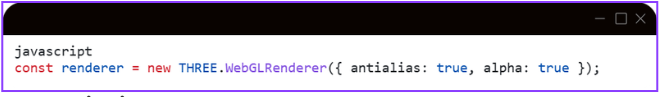 javascript
const renderer = new THREE.WebGLRenderer({ antialias: true, alpha: true });